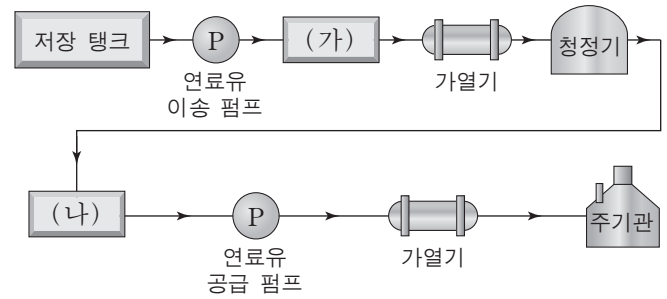 저장 탱크
P
(가)
청정기
연료유
이송 펌프
가열기
(나)
P
주기관
연료유
공급 펌프
가열기